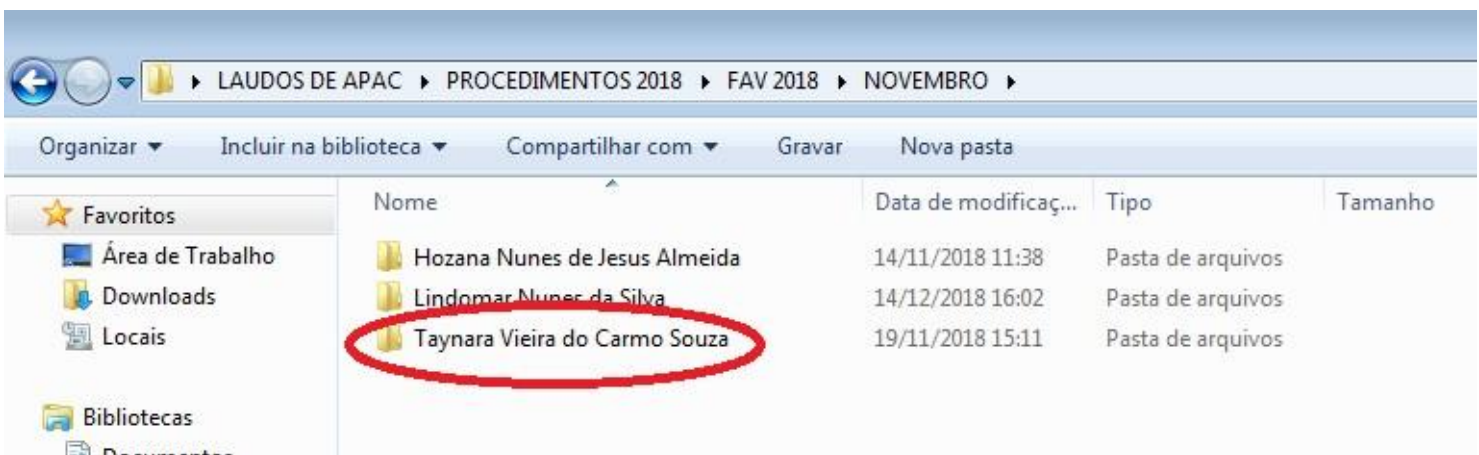 LAUDOS DE APAC ▸ PROCEDIMENTOS 2018 ▸ FAV 2018 ▸ NOVEMBRO ▸
Organizar Incluir na biblioteca Compartilhar com Gravar Nova pasta
Favoritos
Área de Trabalho
Downloads
Locais
Bibliotecas
Documentos
Nome Data de modificaç... Tipo Tamanho
Hozana Nunes de Jesus Almeida 14/11/2018 11:38 Pasta de arquivos
Lindomar Nunes da Silva 14/12/2018 16:02 Pasta de arquivos
Taynara Vieira do Carmo Souza 19/11/2018 15:11 Pasta de arquivos